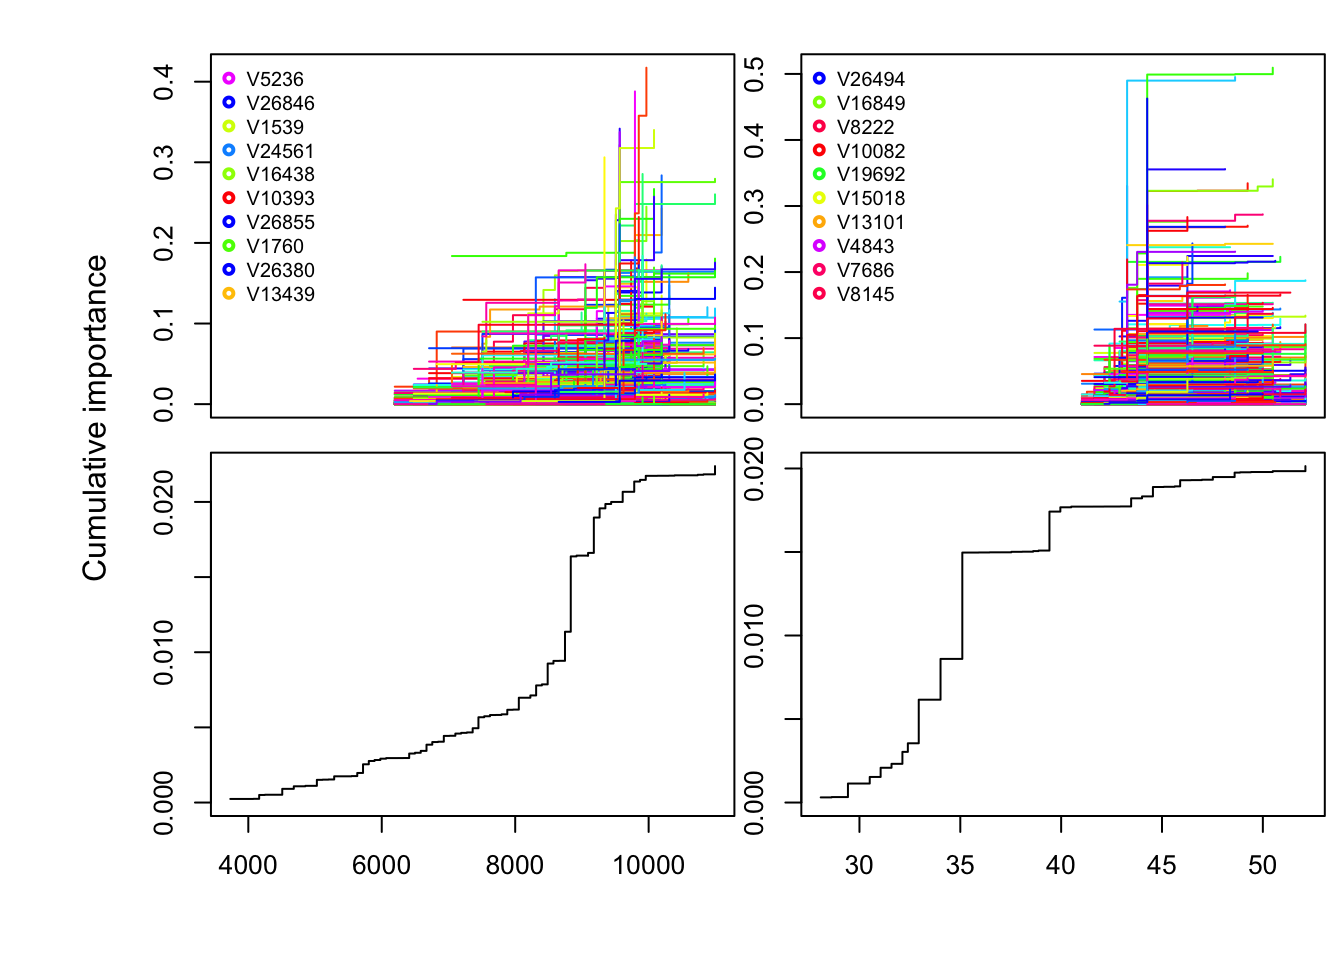 Cumulative importance
0.0
0.1
0.2
0.3
0.4
V5236
V26846
V1539
V24561
V16438
V10393
V26855
V1760
V26380
V13439
0.0
0.1
0.2
0.3
0.4
0.5
V26494
V16849
V8222
V10082
V19692
V15018
V13101
V4843
V7686
V8145
0.000
0.010
0.020
4000
6000
8000
10000
0.000
0.010
0.020
30
35
40
45
50